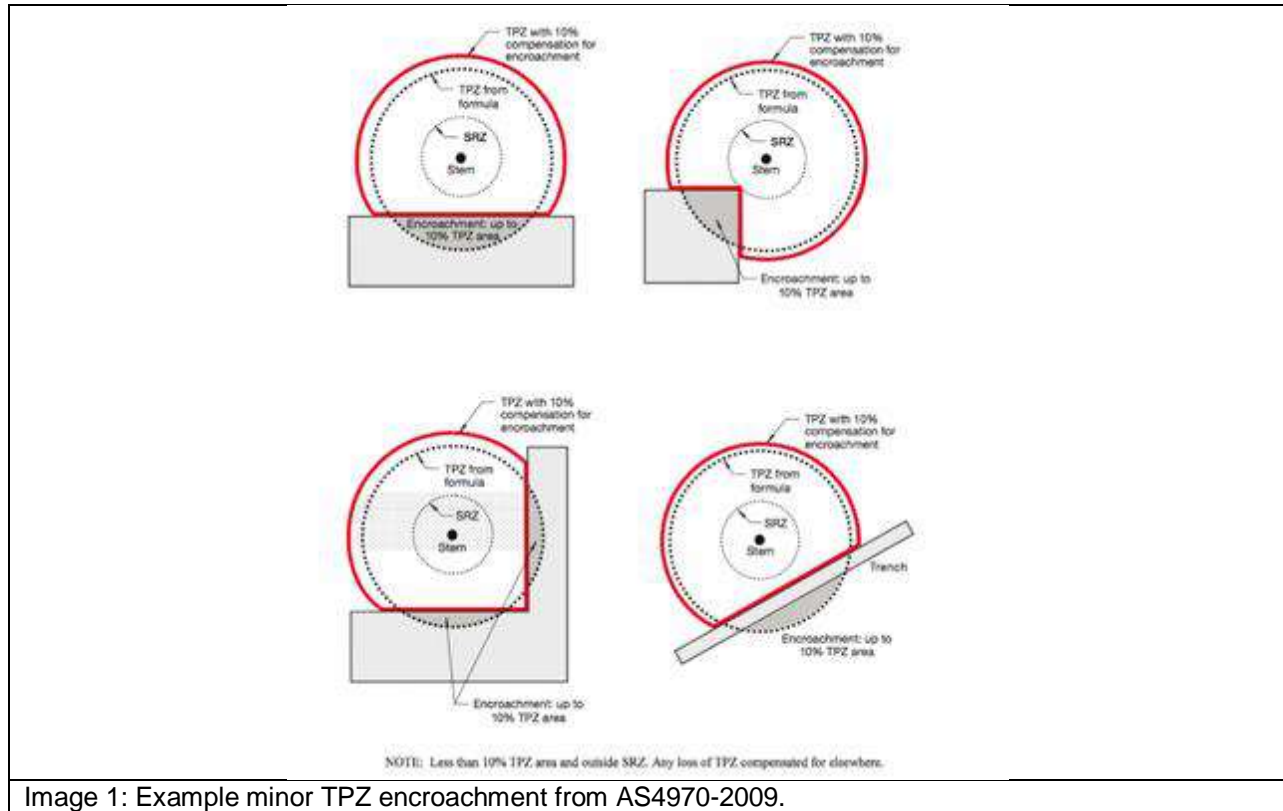 TPZ with 10%
compensation for
encroachment
TPZ from
formula
SRZ
Stem
Encroachment: up to
10% TPZ area
TPZ with 10%
compensation for
encroachment
TPZ from
formula
SRZ
Stem
Encroachment: up to
10% TPZ area
TPZ with 10%
compensation for
encroachment
TPZ from
formula
SRZ
Stem
Encroachment: up to
10% TPZ area
TPZ with 10%
compensation for
encroachment
TPZ from
formula
SRZ
Stem
Trench
Encroachment: up to
10% TPZ area
NOTE: Less than 10% TPZ area and outside SRZ. Any loss of TPZ compensated for elsewhere.
Image 1: Example minor TPZ encroachment from AS4970-2009.